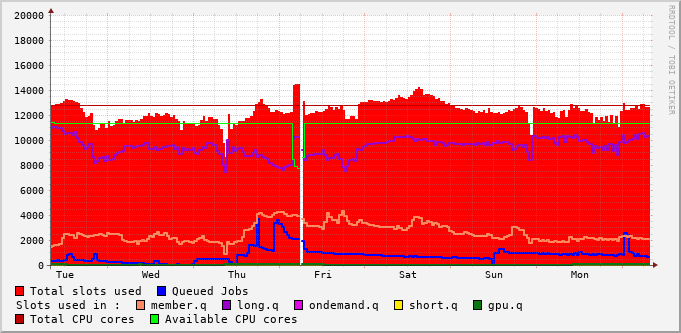 20000
18000
16000
14000
12000
10000
8000
6000
4000
2000
0
Tue Wed Thu Fri Sat Sun Mon
RRDTOOL / TOBI OETIKER
Total slots used Queued Jobs
Slots used in : member.q long.q ondemand.q short.q gpu.q
Total CPU cores Available CPU cores